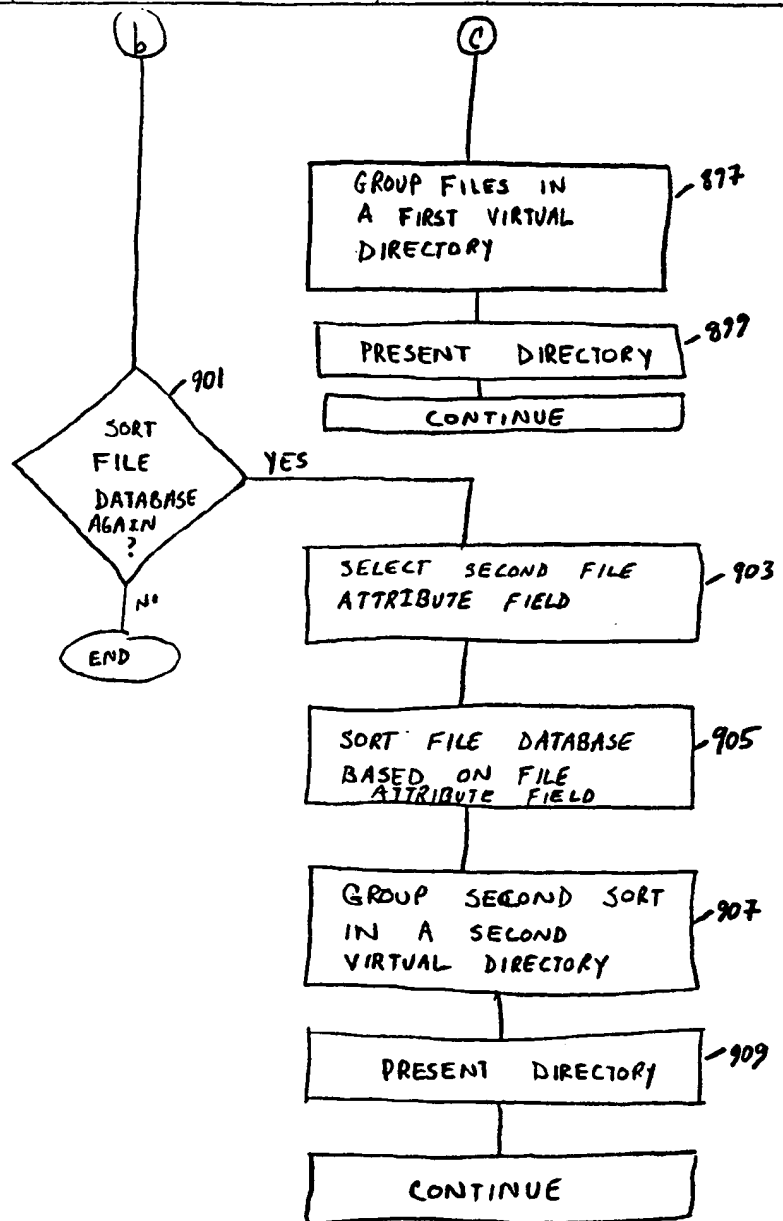 b
C
GROUP FILES IN
A FIRST VIRTUAL
DIRECTORY
897
PRESENT DIRECTORY
899
CONTINUE
901
SORT
FILE
DATABASE
AGAIN
?
YES
NO
END
SELECT SECOND FILE
ATTRIBUTE FIELD
903
SORT FILE DATABASE
BASED ON FILE
ATTRIBUTE FIELD
905
GROUP SECOND SORT
IN A SECOND
VIRTUAL DIRECTORY
907
PRESENT DIRECTORY
909
CONTINUE